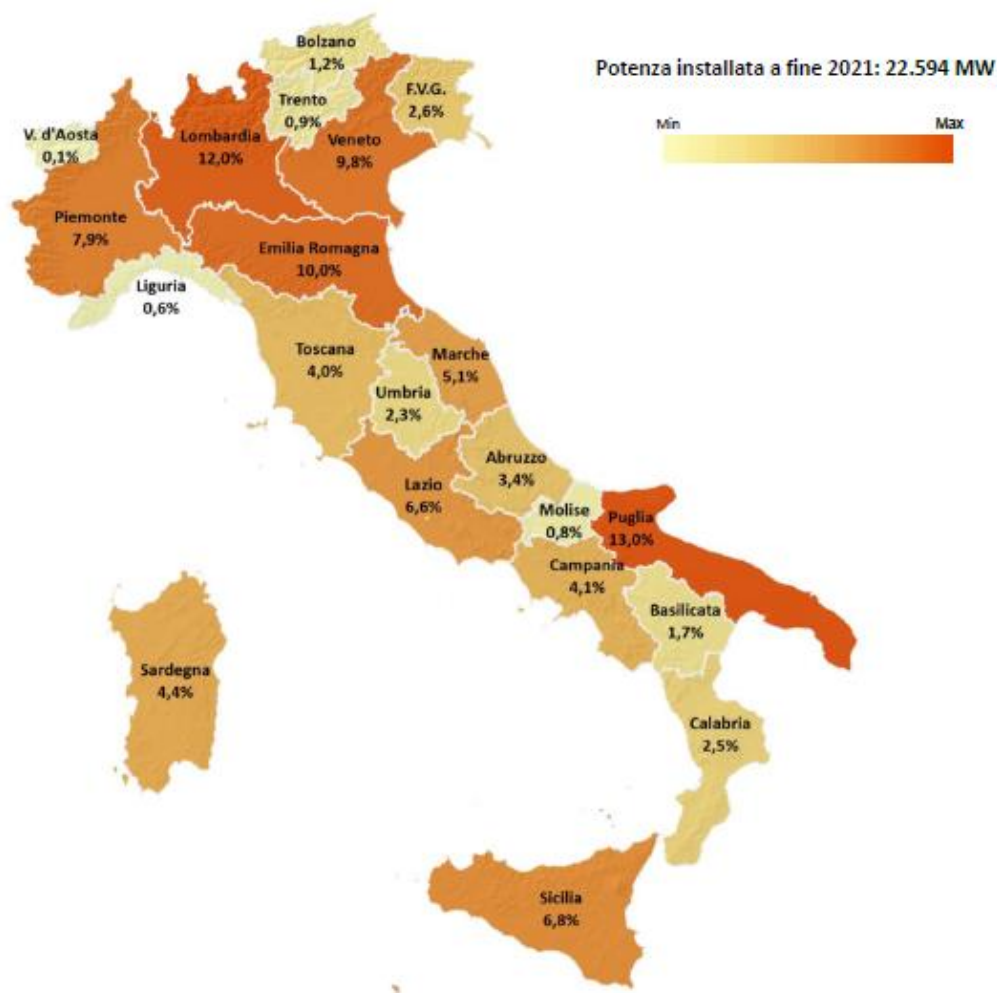 Potenza installata a fine 2021: 22.594 MW
Min
Max
Bolzano
1,2%
Trento
0,9%
F.V.G.
2,6%
V. d'Aosta
0,1%
Lombardia
12,0%
Veneto
9,8%
Piemonte
7,9%
Emilia Romagna
10,0%
Liguria
0,6%
Toscana
4,0%
Marche
5,1%
Umbria
2,3%
Abruzzo
3,4%
Lazio
6,6%
Molise
0,8%
Puglia
13,0%
Campania
4,1%
Basilicata
1,7%
Sardegna
4,4%
Calabria
2,5%
Sicilia
6,8%